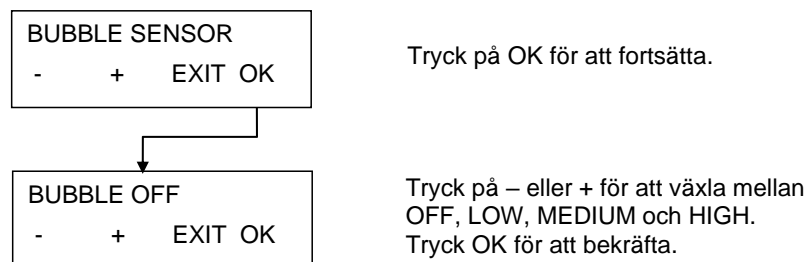 BUBBLE SENSOR
- + EXIT OK
Tryck på OK för att fortsätta.
BUBBLE OFF
- + EXIT OK
Tryck på – eller + för att växla mellan
OFF, LOW, MEDIUM och HIGH.
Tryck OK för att bekräfta.